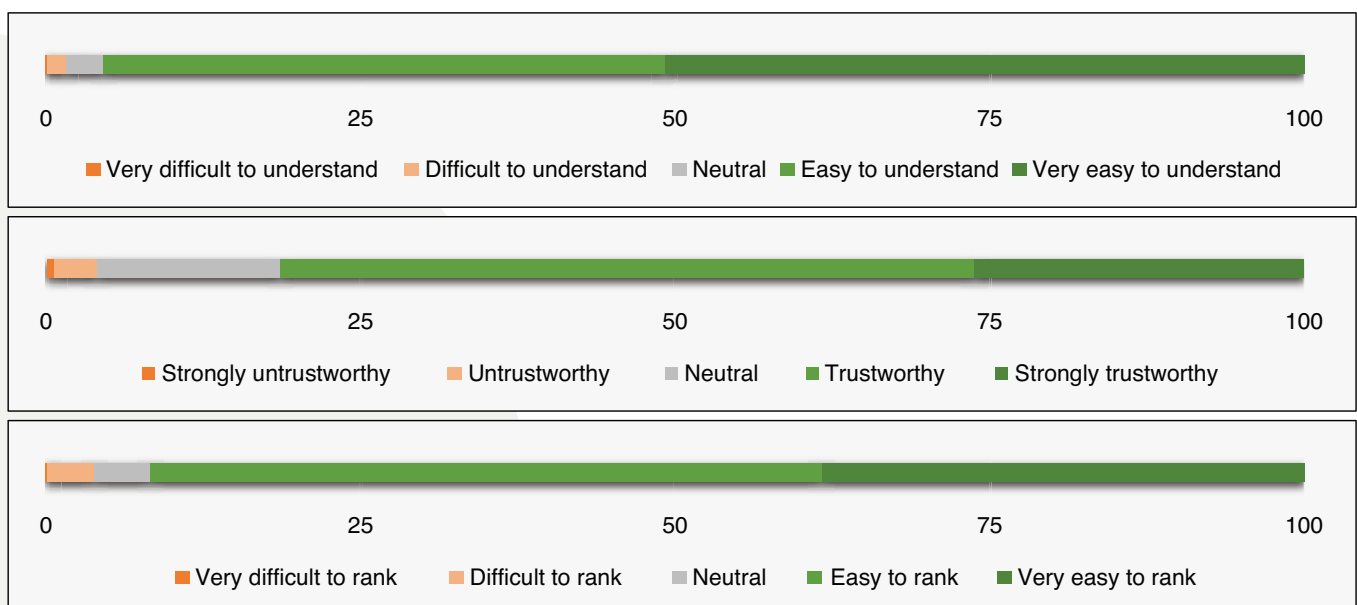 0 25 50 75 100
Very difficult to understand Difficult to understand Neutral Easy to understand Very easy to understand
0 25 50 75 100
Strongly untrustworthy Untrustworthy Neutral Trustworthy Strongly trustworthy
0 25 50 75 100
Very difficult to rank Difficult to rank Neutral Easy to rank Very easy to rank